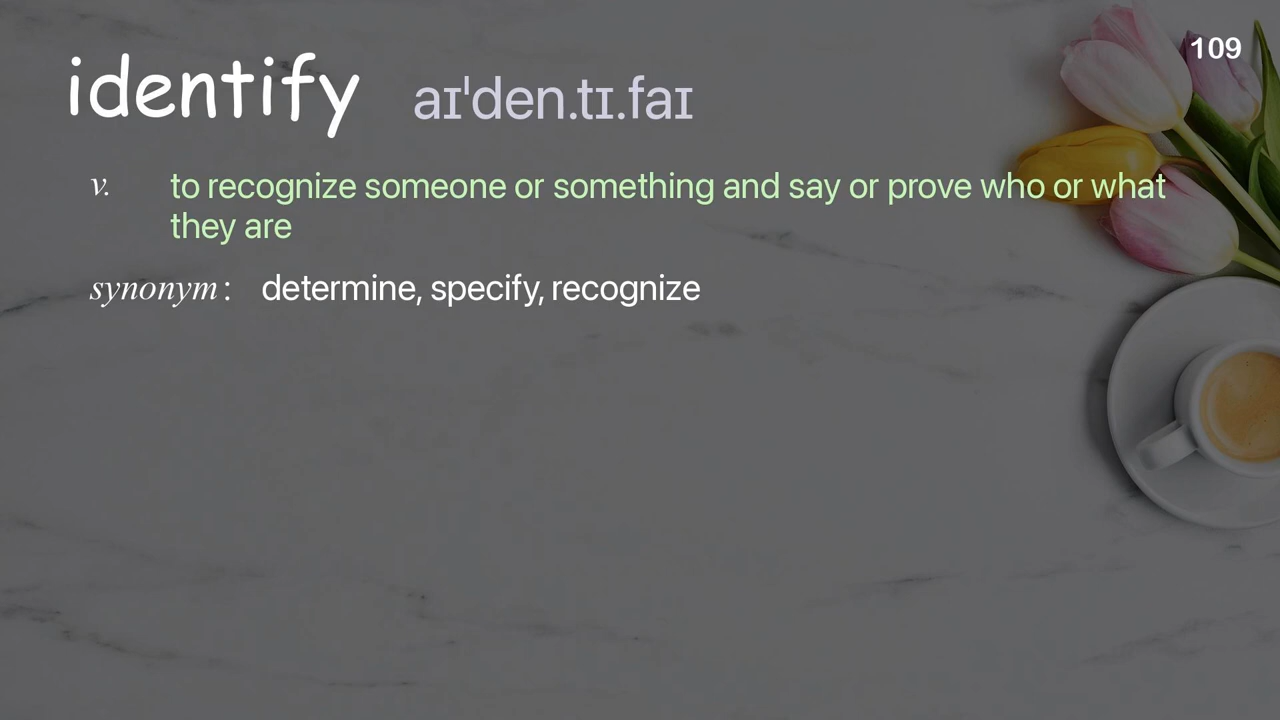 109
identify aɪˈden.tɪ.faɪ
v. to recognize someone or something and say or prove who or what
they are
synonym: determine, specify, recognize